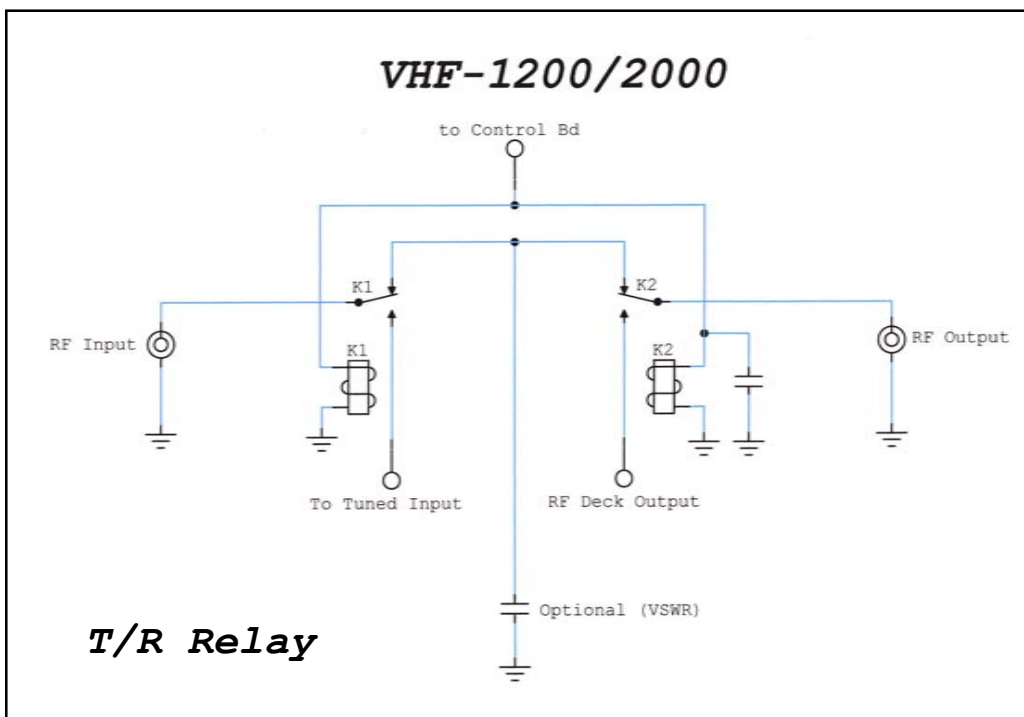 VHF-1200/2000
to Control Bd
K1
K2
RF Input
RF Output
K1
K2
To Tuned Input
RF Deck Output
Optional (VSWR)
T/R Relay